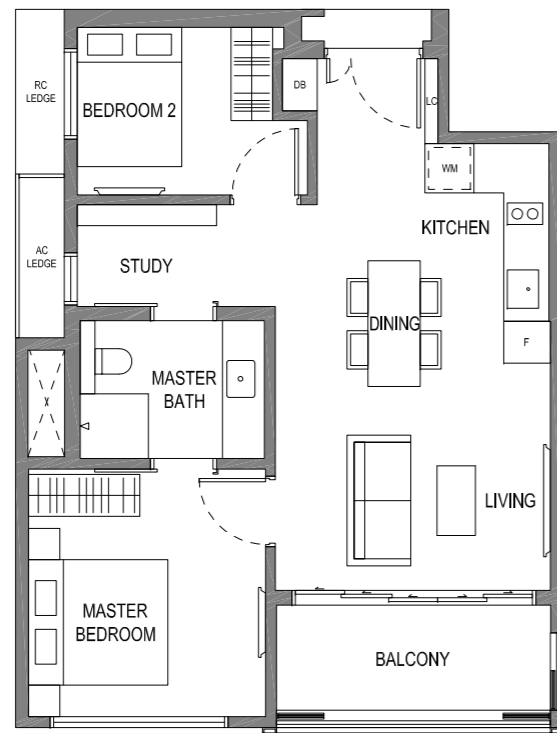 RC
LEDGE
BEDROOM 2
DB
LC
WM
KITCHEN
AC
LEDGE
STUDY
DINING
F
MASTER
BATH
LIVING
MASTER
BEDROOM
BALCONY